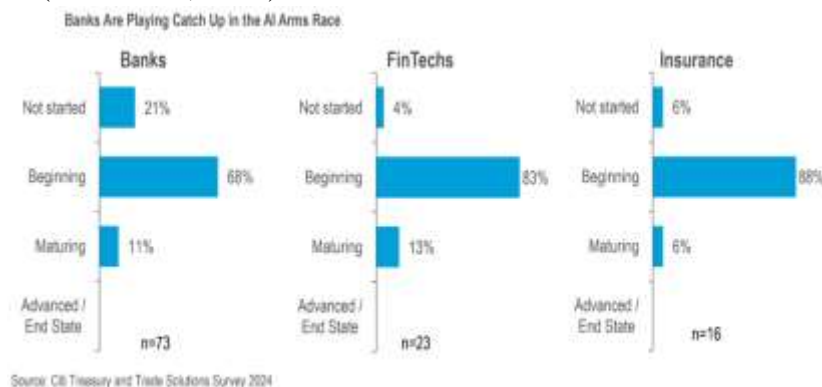 Banks Are Playing Catch Up in the AI Arms Race
Banks
Not started
21%
Beginning
68%
Maturing
11%
Advanced /
End State
n=73
FinTechs
Not started
4%
Beginning
83%
Maturing
13%
Advanced /
End State
n=23
Insurance
Not started
6%
Beginning
88%
Maturing
6%
Advanced /
End State
n=16
Source: Citi Treasury and Trade Solutions Survey 2024